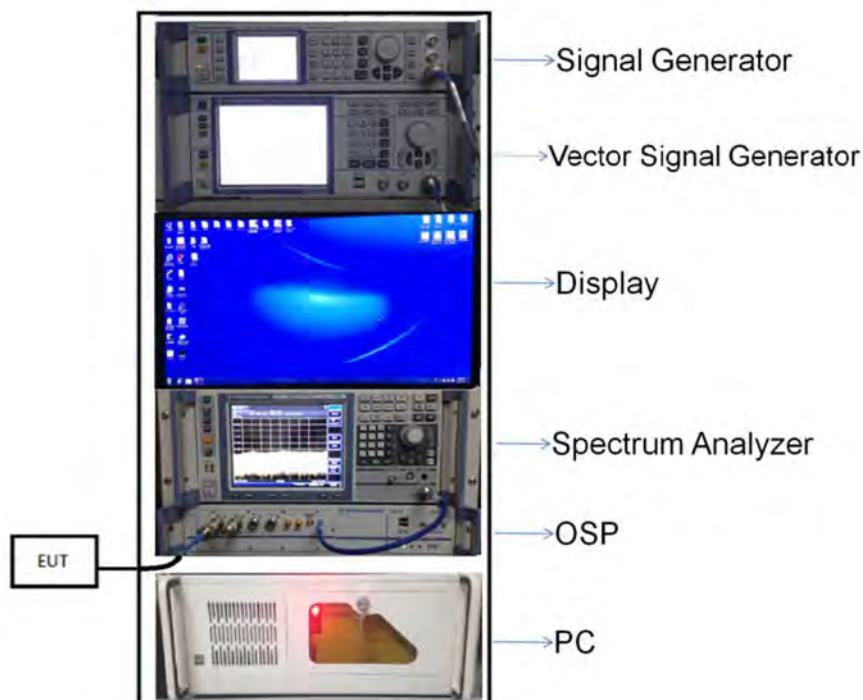 Signal Generator
Vector Signal Generator
Display
Spectrum Analyzer
OSP
EUT
PC